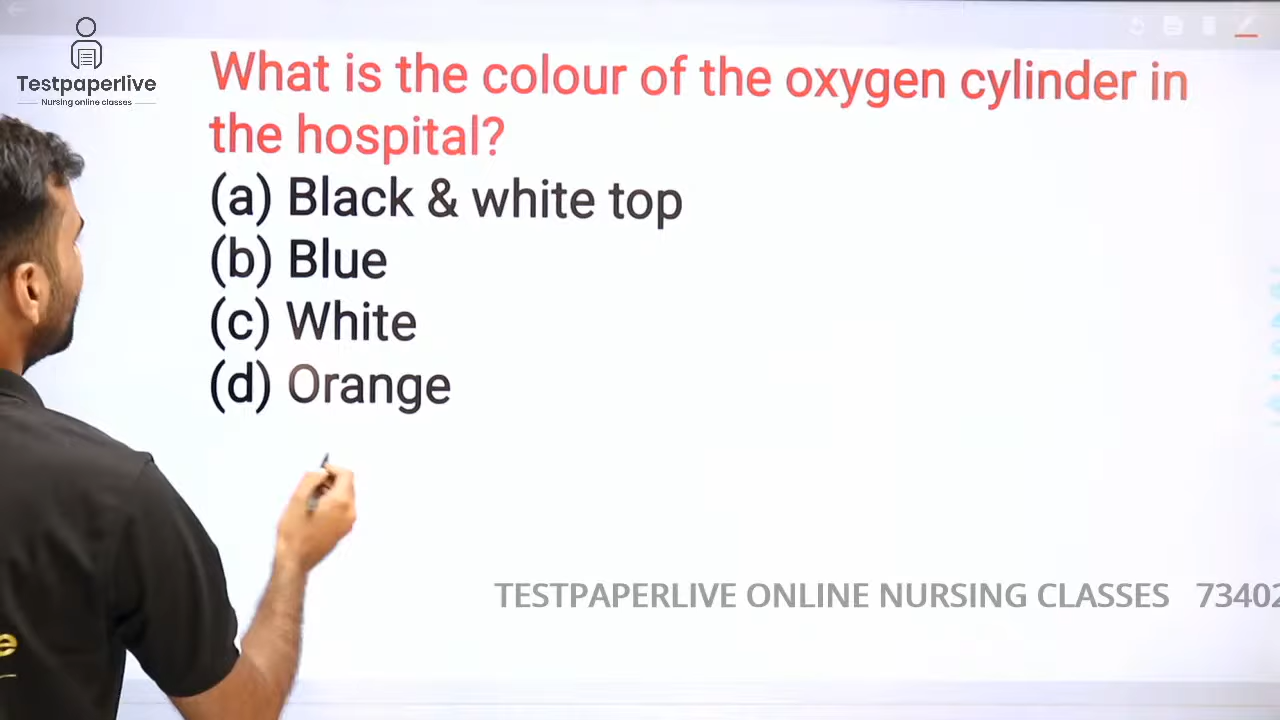 Testpaperlive
Nursing online classes
What is the colour of the oxygen cylinder in
the hospital?
(a) Black & white top
(b) Blue
(c) White
(d) Orange
TESTPAPERLIVE ONLINE NURSING CLASSES 73402
e